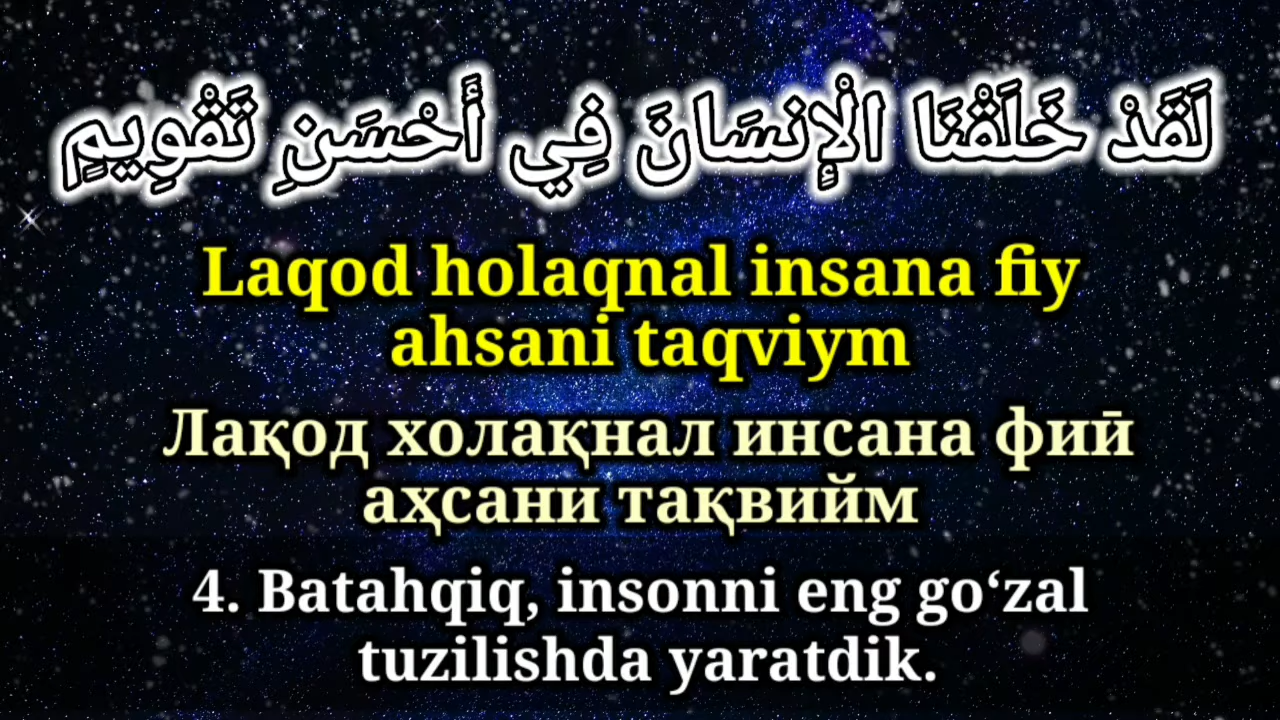 لَقَدْ خَلَقْنَا الْإِنسَانَ فِي أَحْسَنِ تَقْوِيمٍ
Laqod holaqnal insana fiy
ahsani taqviym
Лақод холақнал инсана фий
аҳсани тақвийм
4. Batahqiq, insonni eng go‘zal
tuzilishda yaratdik.